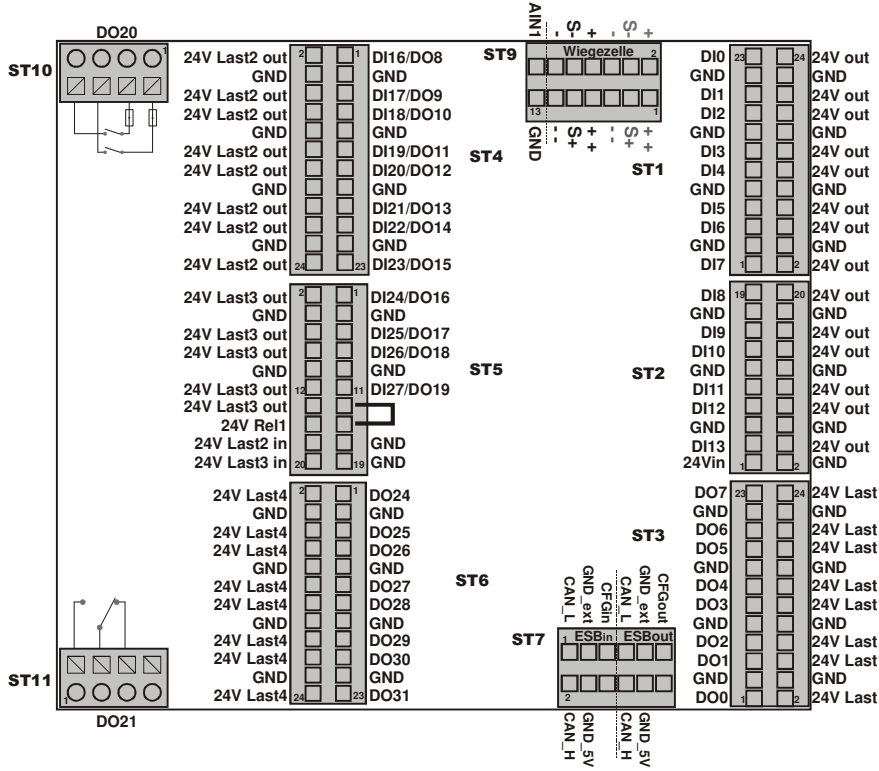 DO20
ST10
1
24V Last2 out 2 1 DI16/DO8
GND GND
24V Last2 out DI17/DO9
24V Last2 out DI18/DO10
GND GND
24V Last2 out DI19/DO11
24V Last2 out DI20/DO12
GND GND
24V Last2 out DI21/DO13
24V Last2 out DI22/DO14
GND GND
24V Last2 out 24 23 DI23/DO15
ST4
24V Last3 out 2 1 DI24/DO16
GND GND
24V Last3 out DI25/DO17
24V Last3 out DI26/DO18
GND GND
24V Last3 out 12 11 DI27/DO19
24V Last3 out
24V Rel1
24V Last2 in GND
24V Last3 in 20 19 GND
ST5
24V Last4 2 1 DO24
GND GND
24V Last4 DO25
24V Last4 DO26
GND GND
24V Last4 DO27
24V Last4 DO28
GND GND
24V Last4 DO29
24V Last4 DO30
GND GND
24V Last4 24 23 DO31
ST6
ST11
1
DO21
AIN1 - S- + - S- +
ST9
Wiegezelle 2
13 1
GND - - S+ + + - - S+ + +
ST1
DI0 23 24 24V out
GND GND
DI1 24V out
DI2 24V out
GND GND
DI3 24V out
DI4 24V out
GND GND
DI5 24V out
DI6 24V out
GND GND
DI7 1 2 24V out
ST2
DI8 19 20 24V out
GND GND
DI9 24V out
DI10 24V out
GND GND
DI11 24V out
DI12 24V out
GND GND
DI13 24V out
24Vin 1 2 GND
ST3
DO7 23 24 24V Last
GND GND
DO6 24V Last
DO5 24V Last
GND GND
DO4 24V Last
DO3 24V Last
GND GND
DO2 24V Last
DO1 24V Last
GND GND
DO0 1 2 24V Last
ST7
CAN_L GND_ext CFGin CAN_L GND_ext CFGout
1 ESBin ESBout
2
CAN_H GND_5V CAN_H GND_5V